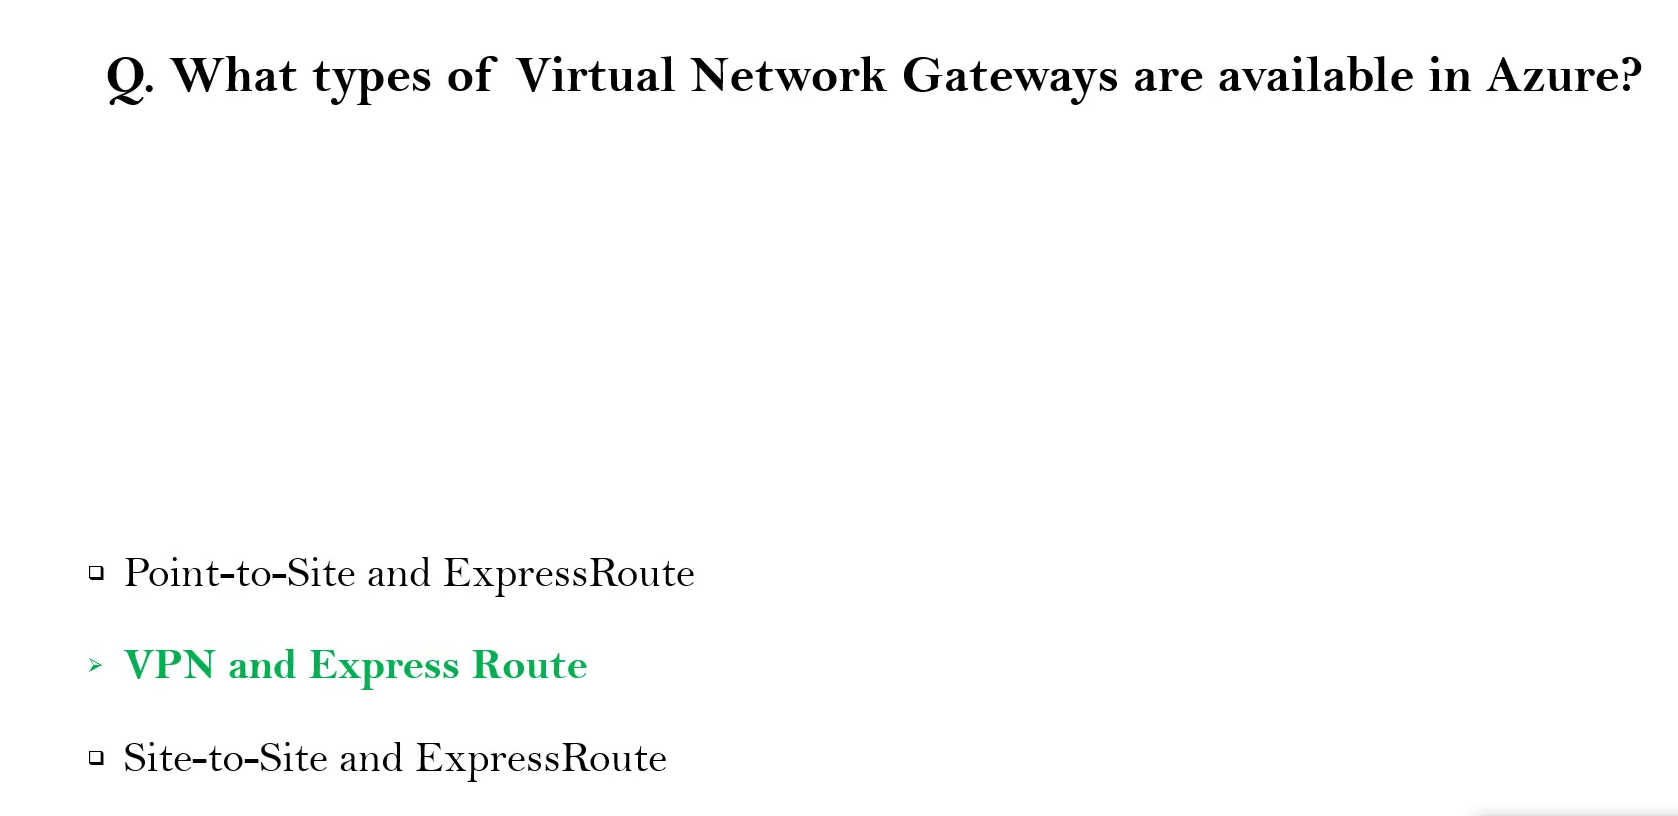 Q. What types of Virtual Network Gateways are available in Azure?
Point-to-Site and ExpressRoute
VPN and Express Route
Site-to-Site and ExpressRoute